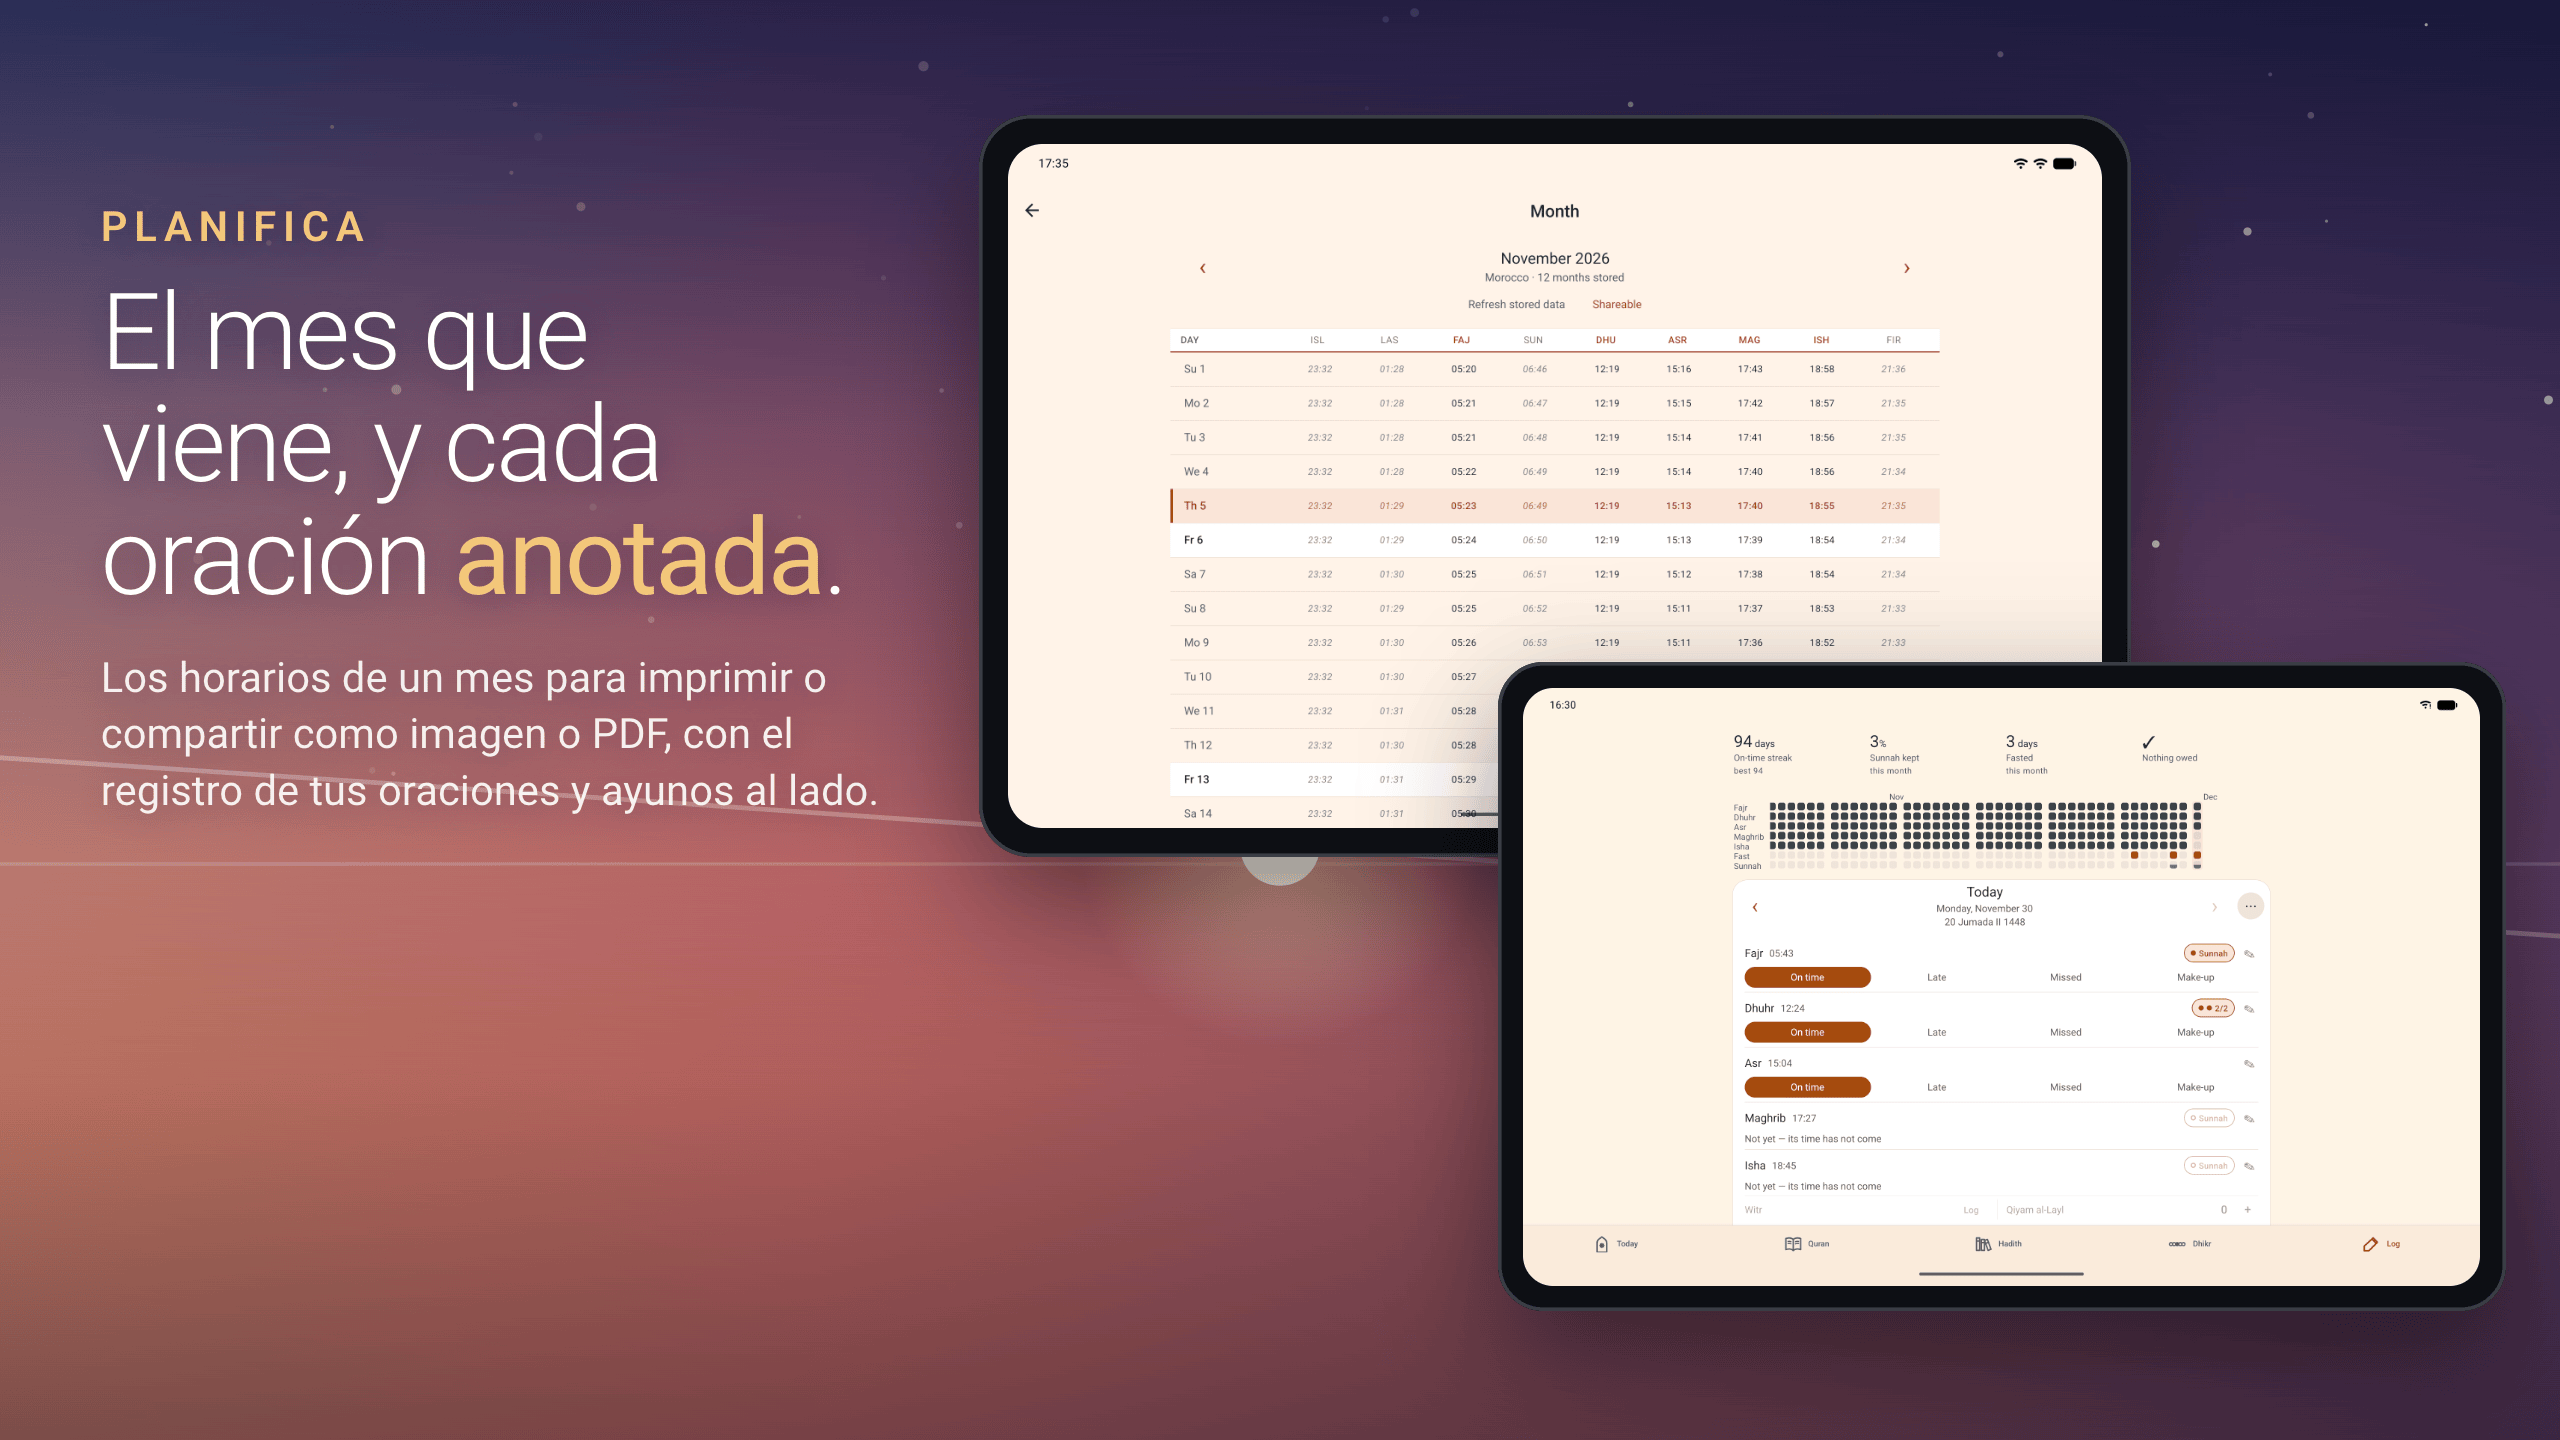 PLANIFICA
El mes que
viene, y cada
oración anotada.
Los horarios de un mes para imprimir o
compartir como imagen o PDF, con el
registro de tus oraciones y ayunos al lado.
17:35
Month
November 2026
Morocco · 12 months stored
Refresh stored data Shareable
DAY ISL LAS FAJ SUN DHU ASR MAG ISH FIR
Su 1 23:32 01:28 05:20 06:46 12:19 15:16 17:43 18:58 21:36
Mo 2 23:32 01:28 05:21 06:47 12:19 15:15 17:42 18:57 21:35
Tu 3 23:32 01:28 05:21 06:48 12:19 15:14 17:41 18:56 21:35
We 4 23:32 01:28 05:22 06:49 12:19 15:14 17:40 18:56 21:34
Th 5 23:32 01:29 05:23 06:49 12:19 15:13 17:40 18:55 21:35
Fr 6 23:32 01:29 05:24 06:50 12:19 15:13 17:39 18:54 21:34
Sa 7 23:32 01:30 05:25 06:51 12:19 15:12 17:38 18:54 21:34
Su 8 23:32 01:29 05:25 06:52 12:19 15:11 17:37 18:53 21:33
Mo 9 23:32 01:30 05:26 06:53 12:19 15:11 17:36 18:52 21:33
Tu 10 23:32 01:30 05:27
We 11 23:32 01:31 05:28
Th 12 23:32 01:30 05:28
Fr 13 23:32 01:31 05:29
Sa 14 23:32 01:31 05:30
16:30
94 days 3% 3 days ✓
On-time streak Sunnah kept Fasted Nothing owed
best 94 this month this month
Nov Dec
Fajr
Dhuhr
Asr
Maghrib
Isha
Fast
Sunnah
Today
Monday, November 30
20 Jumada II 1448
Fajr 05:43 Sunnah
On time Late Missed Make-up
Dhuhr 12:24 2/2
On time Late Missed Make-up
Asr 15:04
On time Late Missed Make-up
Maghrib 17:27 Sunnah
Not yet — its time has not come
Isha 18:45 Sunnah
Not yet — its time has not come
Witr Log Qiyam al-Layl 0 +
Today Quran Hadith Dhikr Log